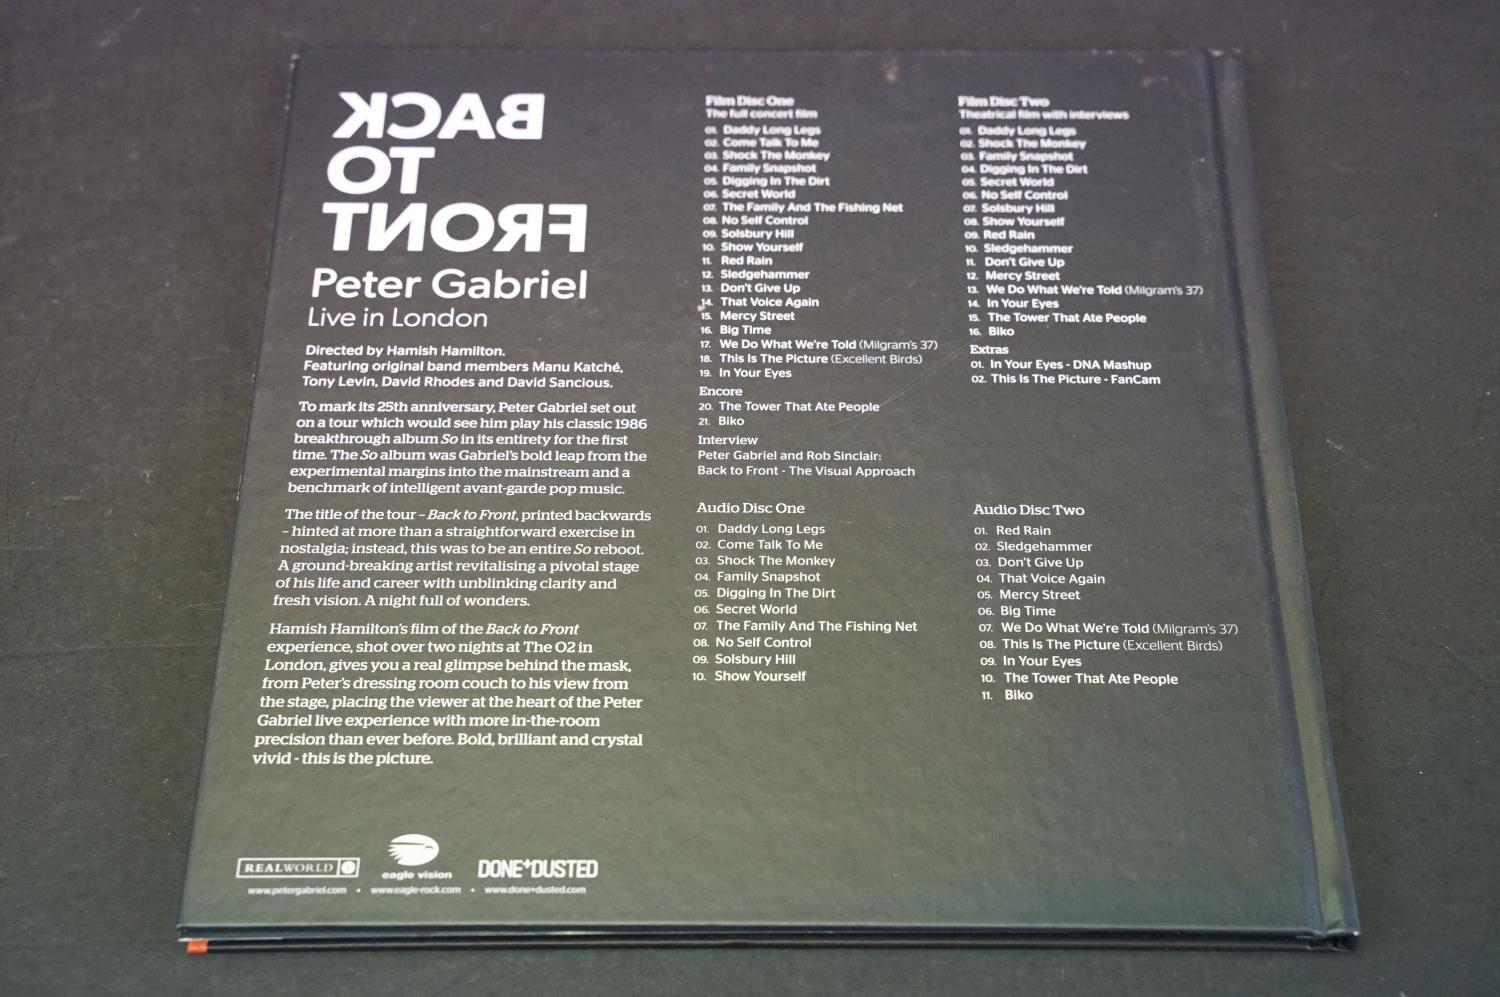 BACK
TO
FRONT
Peter Gabriel
Live in London
Directed by Hamish Hamilton.
Featuring original band members Manu Katché,
Tony Levin, David Rhodes and David Sancious.
To mark its 25th anniversary, Peter Gabriel set out
on a tour which would see him play his classic 1986
breakthrough album So in its entirety for the first
time. The So album was Gabriel's bold leap from the
experimental margins into the mainstream and a
benchmark of intelligent avant-garde pop music.
The title of the tour – Back to Front, printed backwards
– hinted at more than a straightforward exercise in
nostalgia; instead, this was to be an entire So reboot.
A ground-breaking artist revitalising a pivotal stage
of his life and career with unblinking clarity and
fresh vision. A night full of wonders.
Hamish Hamilton's film of the Back to Front
experience, shot over two nights at The O2 in
London, gives you a real glimpse behind the mask,
from Peter's dressing room couch to his view from
the stage, placing the viewer at the heart of the Peter
Gabriel live experience with more in-the-room
precision than ever before. Bold, brilliant and crystal
vivid - this is the picture.
REALWORLD
eagle vision
DONE+DUSTED
www.petergabriel.com • www.eagle-rock.com • www.done+dusted.com
Film Disc One
The full concert film
01. Daddy Long Legs
02. Come Talk To Me
03. Shock The Monkey
04. Family Snapshot
05. Digging In The Dirt
06. Secret World
07. The Family And The Fishing Net
08. No Self Control
09. Solsbury Hill
10. Show Yourself
11. Red Rain
12. Sledgehammer
13. Don't Give Up
14. That Voice Again
15. Mercy Street
16. Big Time
17. We Do What We're Told (Milgram's 37)
18. This Is The Picture (Excellent Birds)
19. In Your Eyes
Encore
20. The Tower That Ate People
21. Biko
Interview
Peter Gabriel and Rob Sinclair:
Back to Front - The Visual Approach
Film Disc Two
Theatrical film with interviews
01. Daddy Long Legs
02. Shock The Monkey
03. Family Snapshot
04. Digging In The Dirt
05. Secret World
06. No Self Control
07. Solsbury Hill
08. Show Yourself
09. Red Rain
10. Sledgehammer
11. Don't Give Up
12. Mercy Street
13. We Do What We're Told (Milgram's 37)
14. In Your Eyes
15. The Tower That Ate People
16. Biko
Extras
01. In Your Eyes - DNA Mashup
02. This Is The Picture - FanCam
Audio Disc One
01. Daddy Long Legs
02. Come Talk To Me
03. Shock The Monkey
04. Family Snapshot
05. Digging In The Dirt
06. Secret World
07. The Family And The Fishing Net
08. No Self Control
09. Solsbury Hill
10. Show Yourself
Audio Disc Two
01. Red Rain
02. Sledgehammer
03. Don't Give Up
04. That Voice Again
05. Mercy Street
06. Big Time
07. We Do What We're Told (Milgram's 37)
08. This Is The Picture (Excellent Birds)
09. In Your Eyes
10. The Tower That Ate People
11. Biko